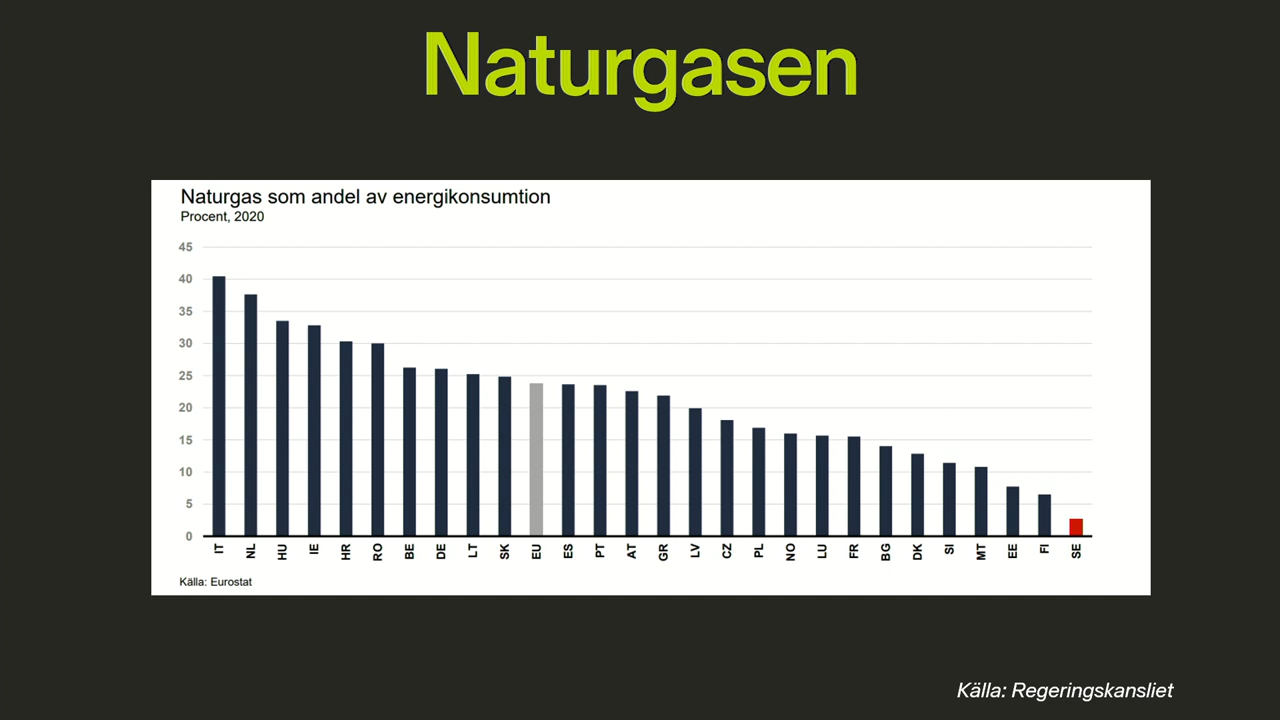 Naturgasen
Naturgas som andel av energikonsumtion
Procent, 2020
45
40
35
30
25
20
15
10
5
0
IT NL HU IE HR RO BE DE LT SK EU ES PT AT GR LV CZ PL NO LU FR BG DK SI MT EE FI SE
Källa: Eurostat
Källa: Regeringskansliet